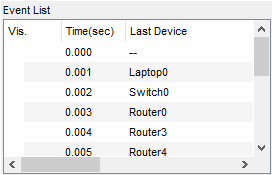 Event List
Vis. Time(sec) Last Device
0.000 --
0.001 Laptop0
0.002 Switch0
0.003 Router0
0.004 Router3
0.005 Router4